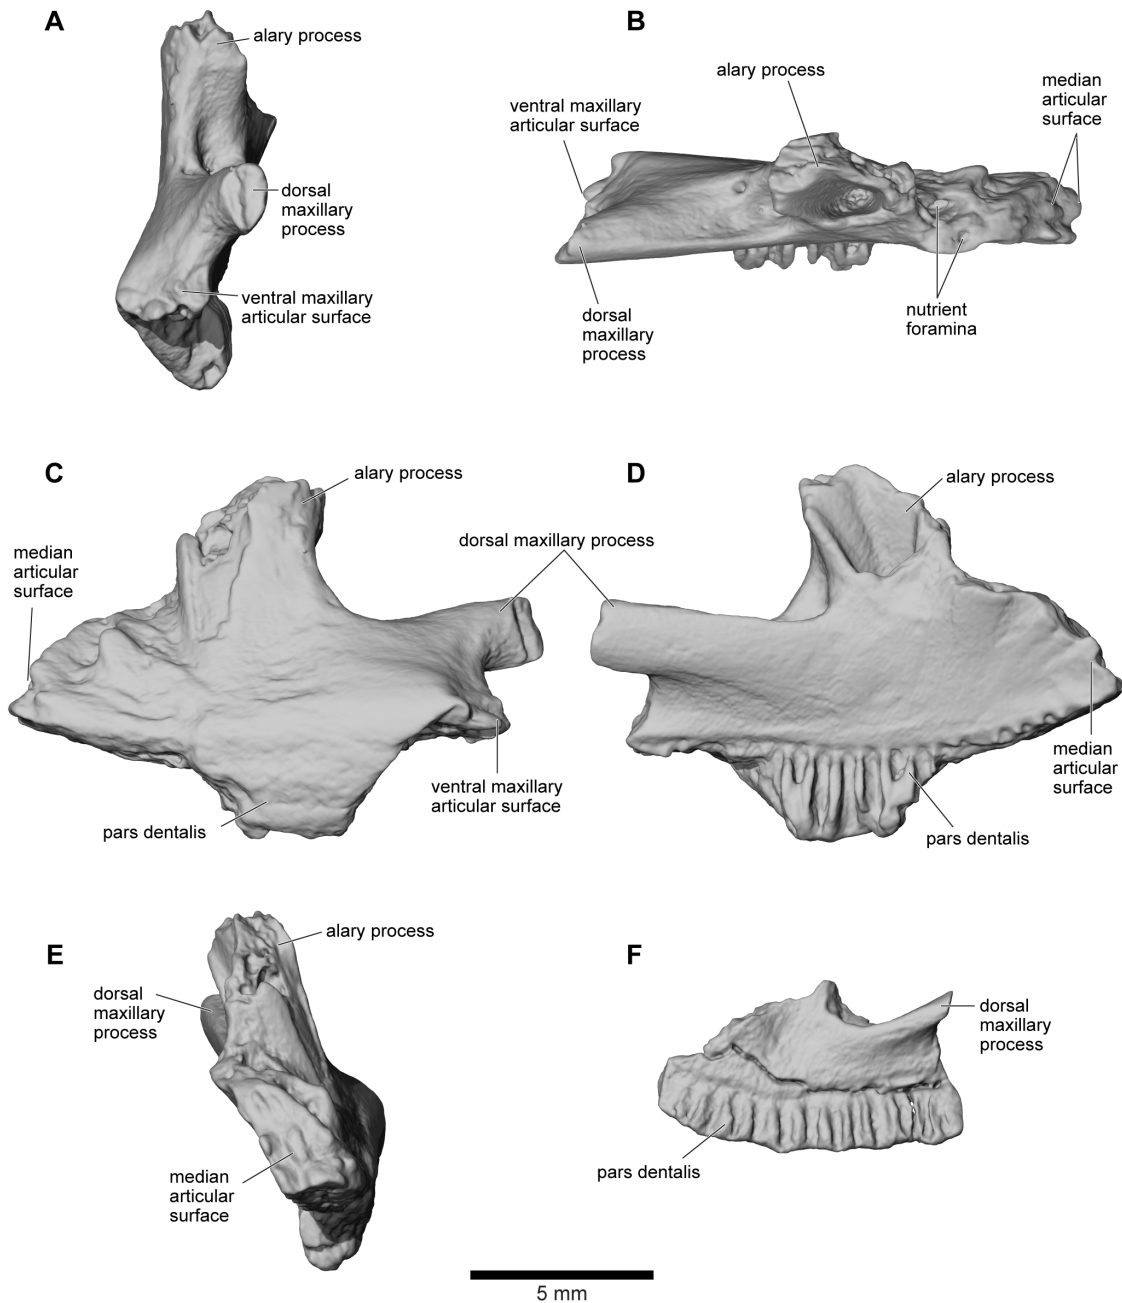 A
alary process
dorsal
maxillary
process
ventral maxillary
articular surface
B
alary process
median
articular
surface
ventral maxillary
articular surface
dorsal
maxillary
process
nutrient
foramina
C
alary process
median
articular
surface
dorsal maxillary process
ventral maxillary
articular surface
pars dentalis
D
alary process
median
articular
surface
pars dentalis
E
alary process
dorsal
maxillary
process
median
articular
surface
F
dorsal
maxillary
process
pars dentalis
5 mm